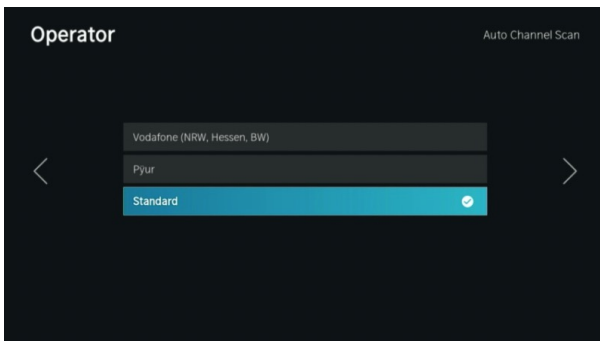 Operator
Auto Channel Scan
Vodafone (NRW, Hessen, BW)
Pÿur
Standard